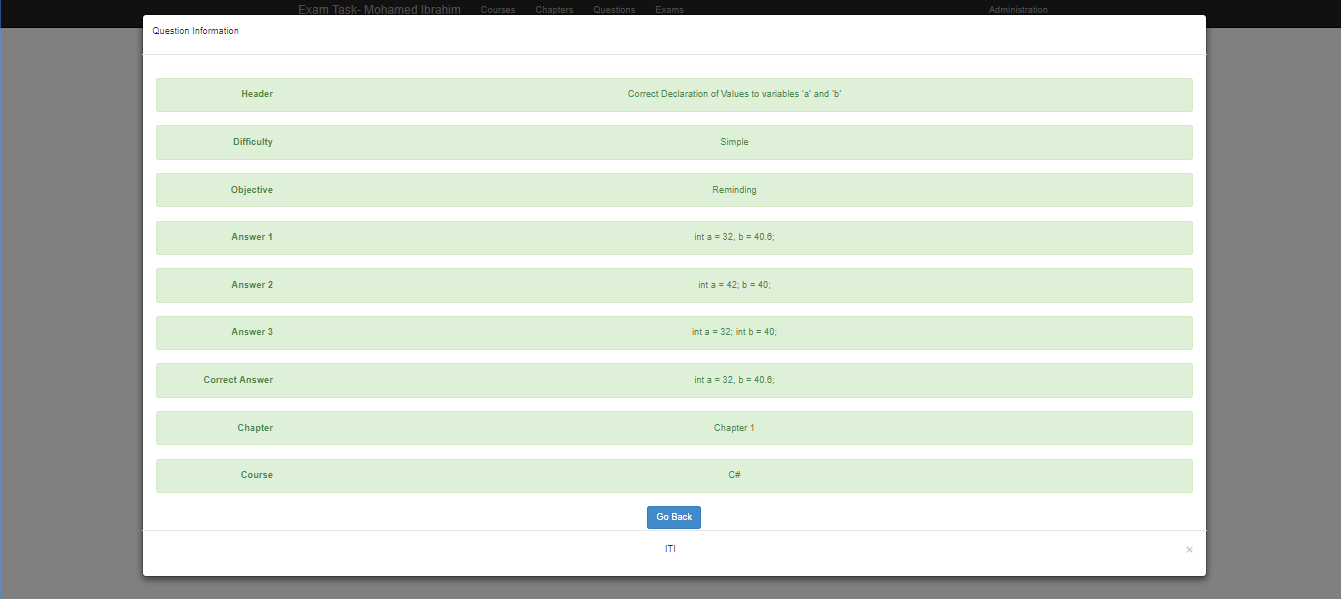 Exam Task- Mohamed Ibrahim Courses Chapters Questions Exams Administration
Question Information
Header Correct Declaration of Values to variables 'a' and 'b'
Difficulty Simple
Objective Reminding
Answer 1 int a = 32, b = 40.6;
Answer 2 int a = 42; b = 40;
Answer 3 int a = 32; int b = 40;
Correct Answer int a = 32, b = 40.6;
Chapter Chapter 1
Course C#
Go Back
ITI ×